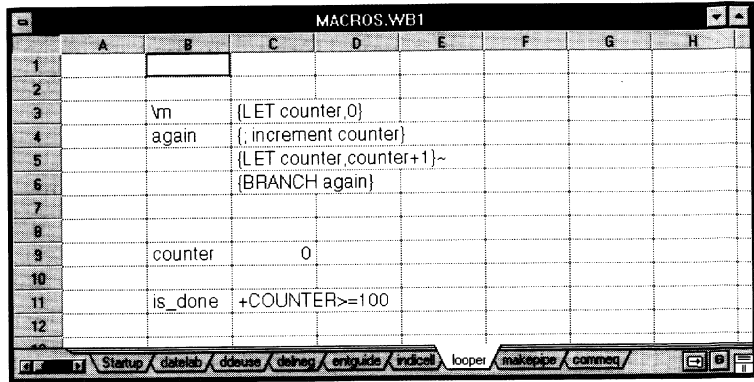 MACROS.WB1
A B C D E F G H
1
2
3 \m {LET counter,0}
4 again {; increment counter}
5 {LET counter,counter+1}~
6 {BRANCH again}
7
8
9 counter 0
10
11 is_done +COUNTER>=100
12
Startup datelab ddeuse delneg entguide indicell looper makepipe commeq